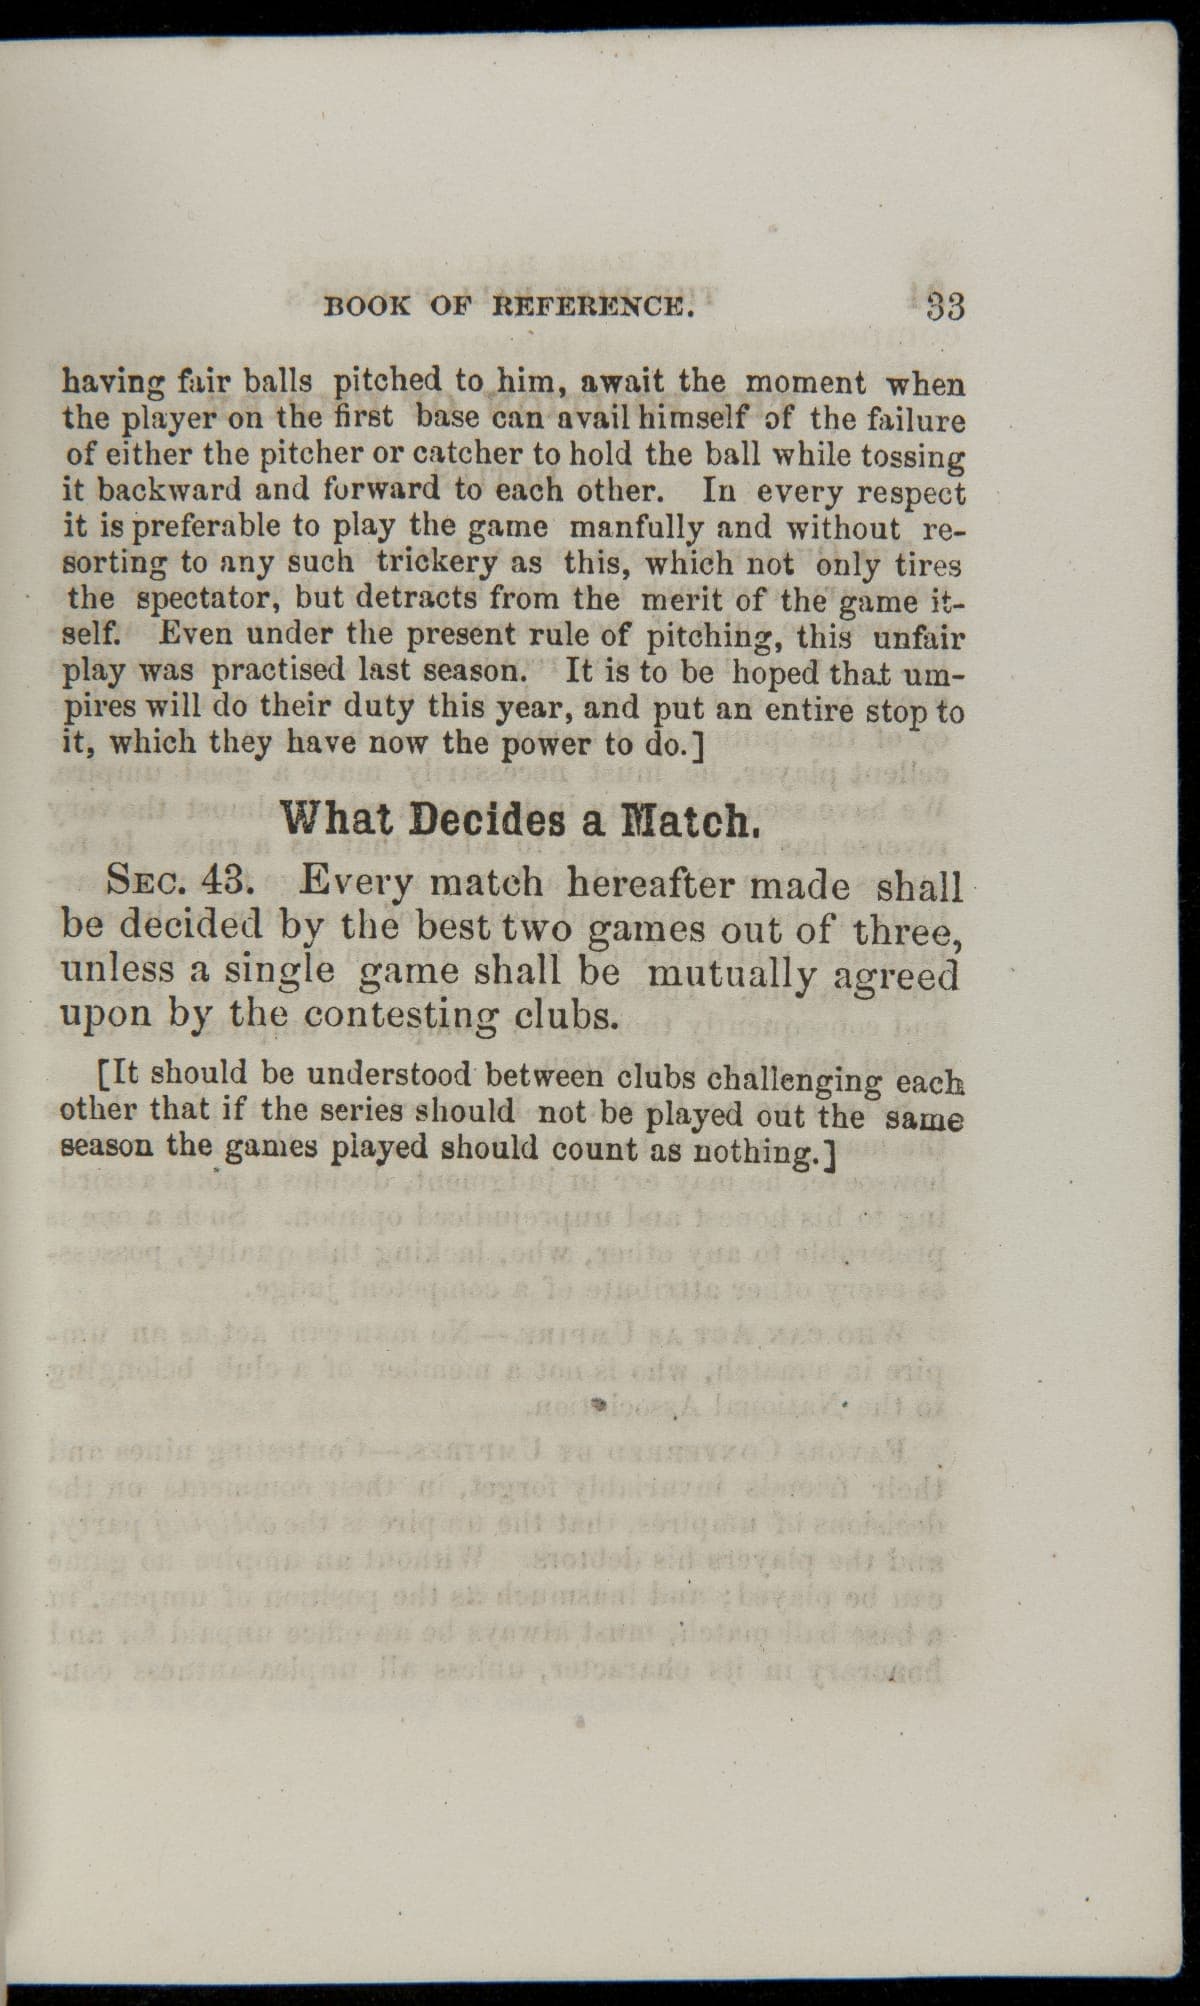 BOOK OF REFERENCE. 33
having fair balls pitched to him, await the moment when
the player on the first base can avail himself of the failure
of either the pitcher or catcher to hold the ball while tossing
it backward and forward to each other. In every respect
it is preferable to play the game manfully and without re-
sorting to any such trickery as this, which not only tires
the spectator, but detracts from the merit of the game it-
self. Even under the present rule of pitching, this unfair
play was practised last season. It is to be hoped that um-
pires will do their duty this year, and put an entire stop to
it, which they have now the power to do.]
What Decides a Match.
SEC. 43. Every match hereafter made shall
be decided by the best two games out of three,
unless a single game shall be mutually agreed
upon by the contesting clubs.
[It should be understood between clubs challenging each
other that if the series should not be played out the same
season the games played should count as nothing.]